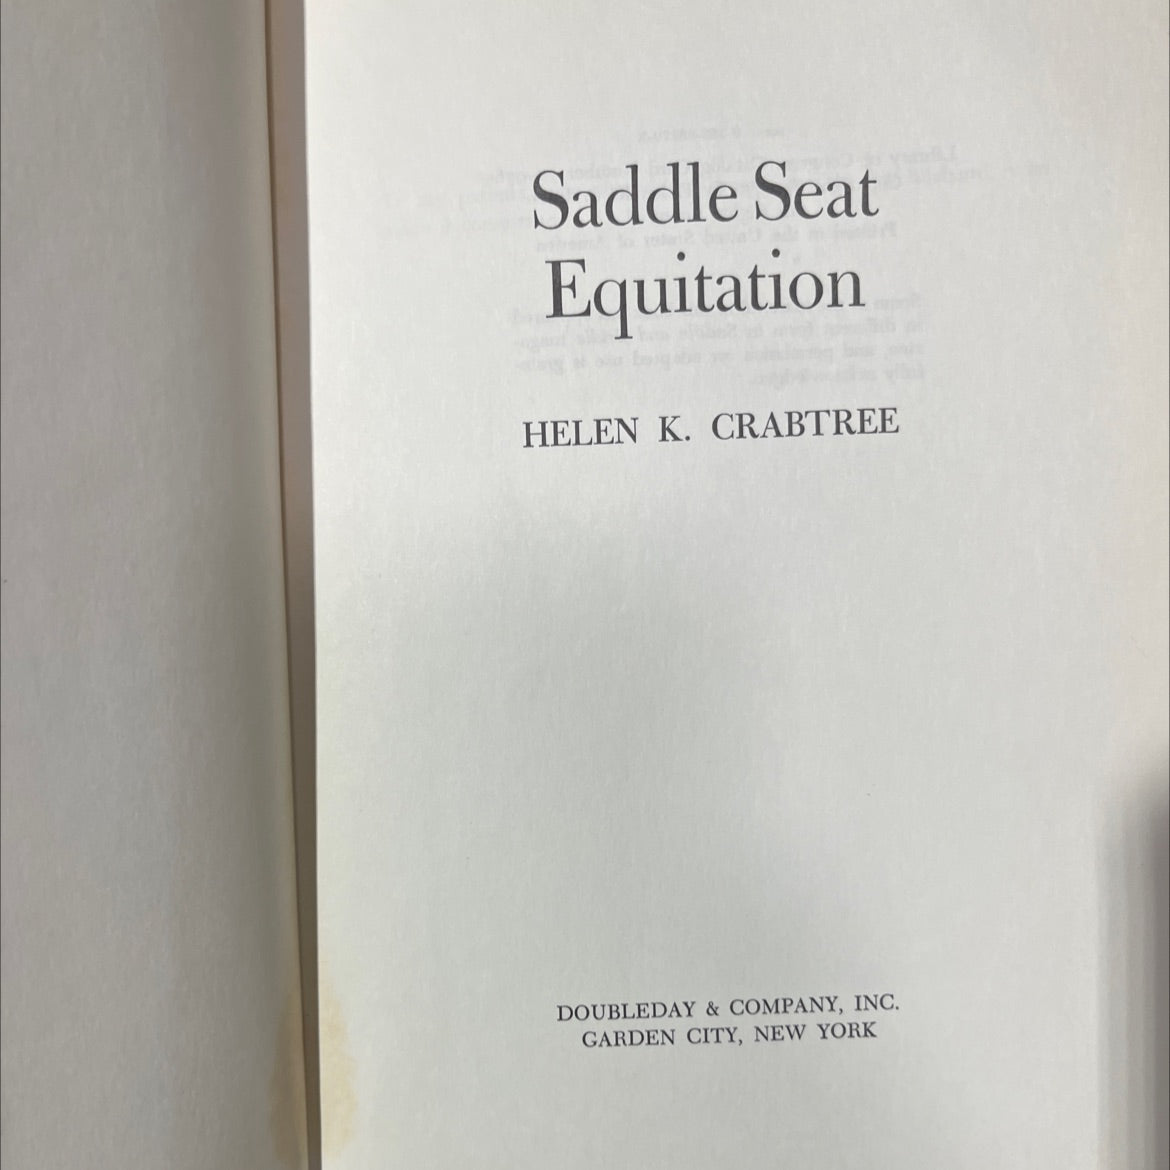 Saddle Seat
Equitation
HELEN K. CRABTREE
DOUBLEDAY & COMPANY, INC.
GARDEN CITY, NEW YORK